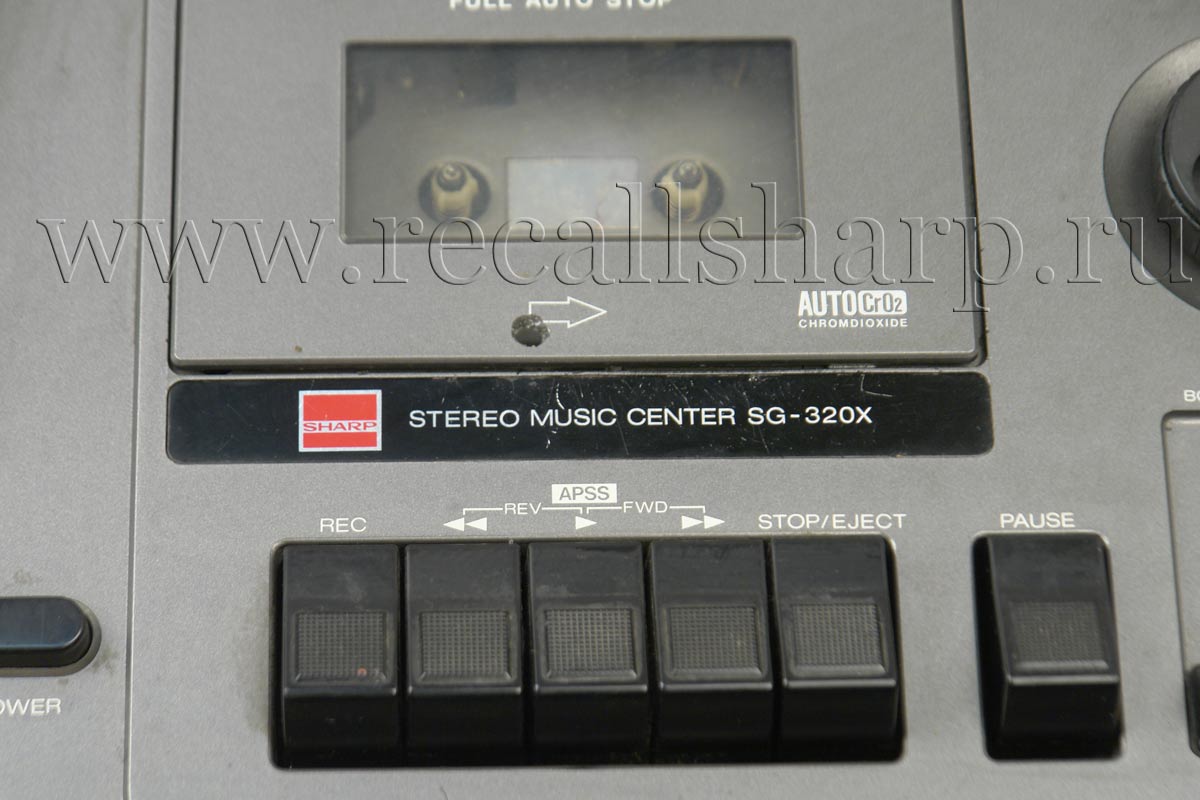 FULL AUTO STOP
www.recallsharp.ru
AUTO CrO2
CHROMDIOXIDE
SHARP
STEREO MUSIC CENTER SG-320X
APSS
REV FWD
REC
STOP/EJECT
PAUSE